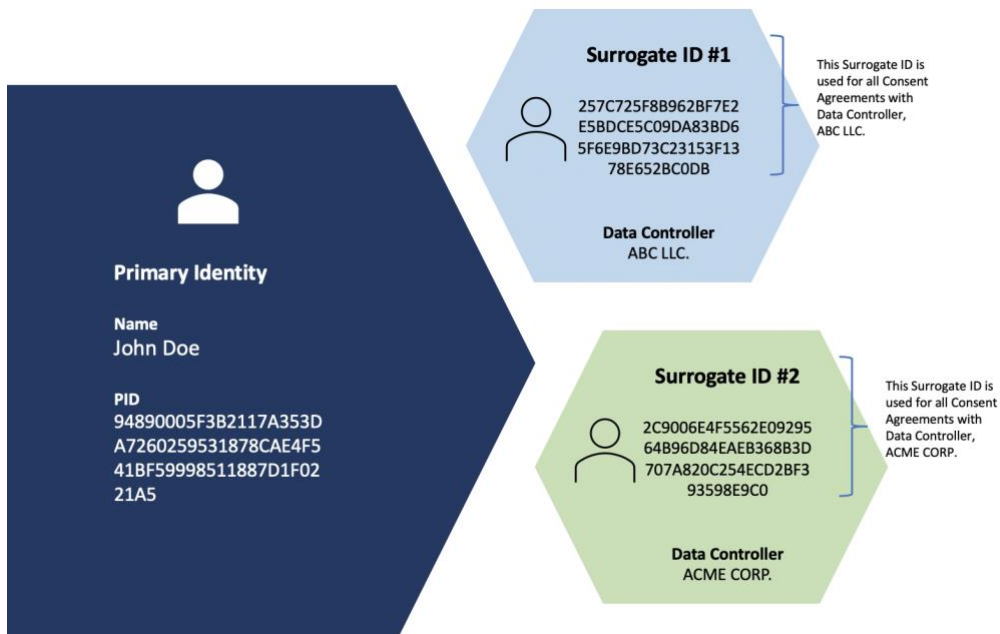 Primary Identity
Name
John Doe
PID
94890005F3B2117A353D
A7260259531878CAE4F5
41BF59998511887D1F02
21A5
Surrogate ID #1
257C725F8B962BF7E2
E5BDCE5C09DA83BD6
5F6E9BD73C23153F13
78E652BC0DB
Data Controller
ABC LLC.
This Surrogate ID is
used for all Consent
Agreements with
Data Controller,
ABC LLC.
Surrogate ID #2
2C9006E4F5562E09295
64B96D84EAEB368B3D
707A820C254ECD2BF3
93598E9C0
Data Controller
ACME CORP.
This Surrogate ID is
used for all Consent
Agreements with
Data Controller,
ACME CORP.